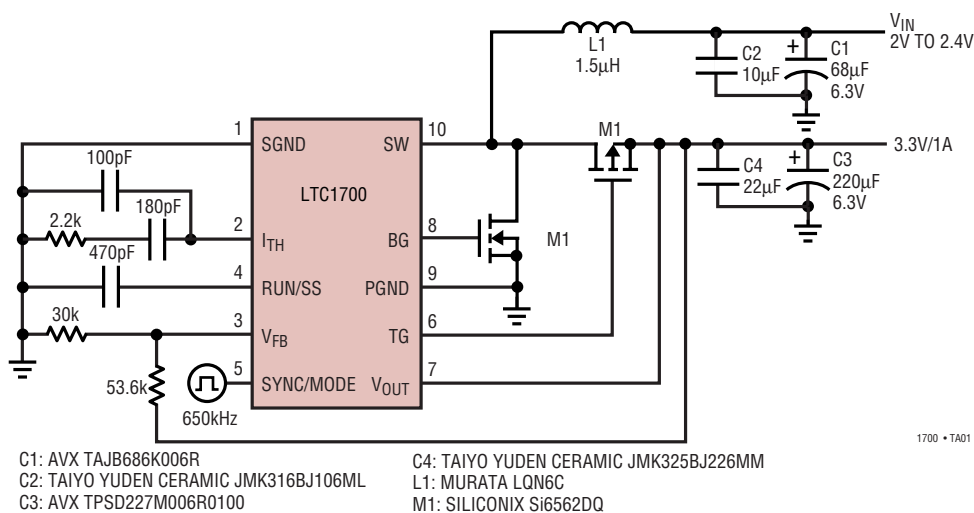 L1
1.5µH
VIN
2V TO 2.4V
C2
10µF
+
C1
68µF
6.3V
1
SGND
SW
10
M1
3.3V/1A
100pF
LTC1700
C4
22µF
+
C3
220µF
6.3V
2.2k
180pF
2
ITH
BG
8
M1
470pF
4
RUN/SS
PGND
9
30k
3
VFB
TG
6
53.6k
5
SYNC/MODE
VOUT
7
650kHz
1700 • TA01
C1: AVX TAJB686K006R
C2: TAIYO YUDEN CERAMIC JMK316BJ106ML
C3: AVX TPSD227M006R0100
C4: TAIYO YUDEN CERAMIC JMK325BJ226MM
L1: MURATA LQN6C
M1: SILICONIX Si6562DQ